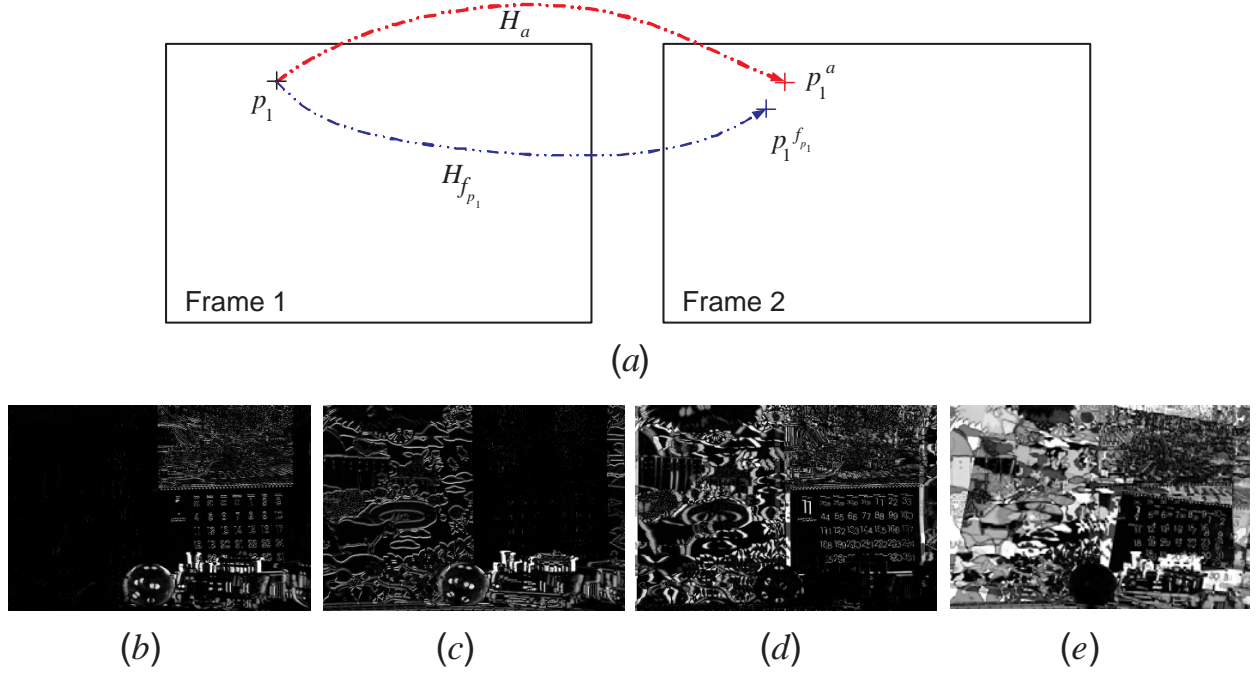 H_a
p_1
p_1^a
p_1^{f_{p_1}}
H_{f_{p_1}}
Frame 1
Frame 2
(a)
(b)
(c)
(d)
(e)